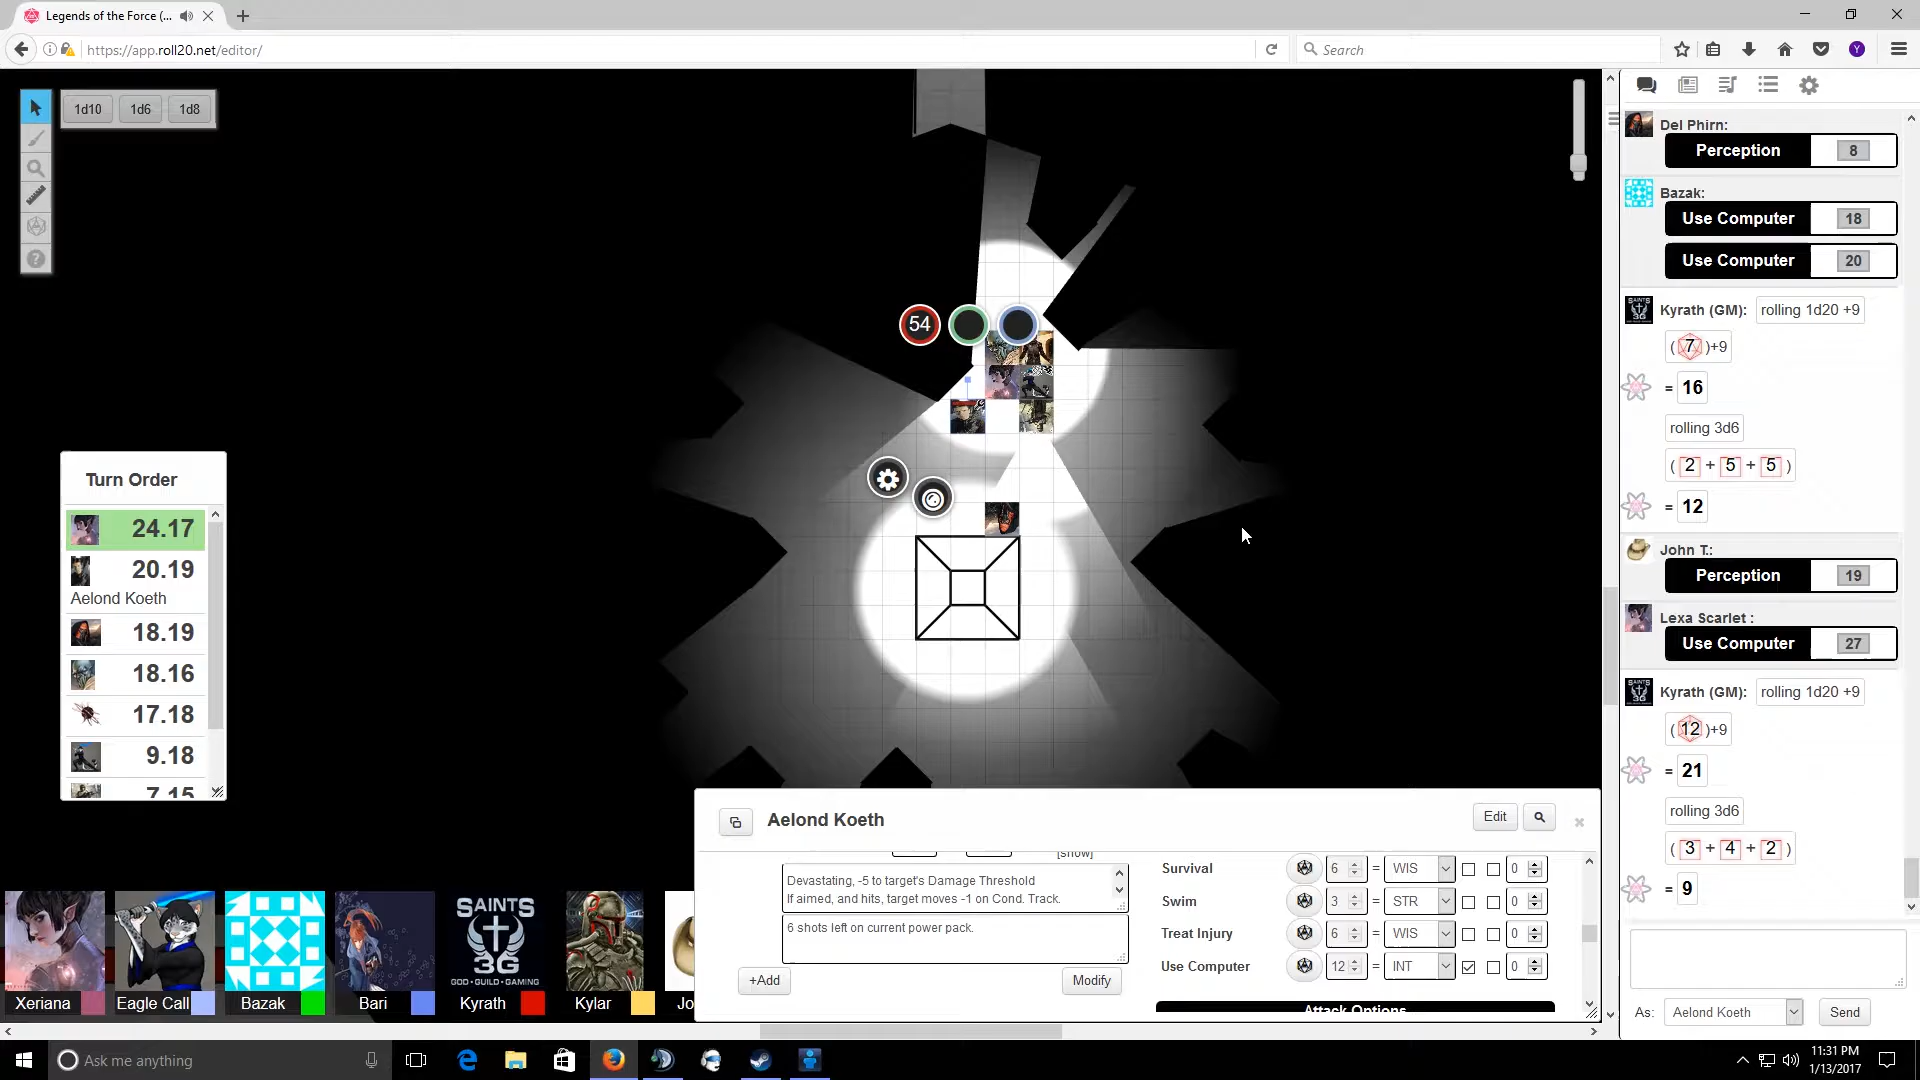 Legends of the Force (...
https://app.roll20.net/editor/
Search
1d10
1d6
1d8
54
Turn Order
24.17
20.19
Aelond Koeth
18.19
18.16
17.18
9.18
7.15
Del Phirn:
Perception 8
Bazak:
Use Computer 18
Use Computer 20
Kyrath (GM): rolling 1d20 +9
(7)+9
= 16
rolling 3d6
(2 + 5 + 5)
= 12
John T.:
Perception 19
Lexa Scarlet :
Use Computer 27
Kyrath (GM): rolling 1d20 +9
(12)+9
= 21
rolling 3d6
(3 + 4 + 2)
= 9
As: Aelond Koeth
Send
Aelond Koeth
Edit
[show]
Devastating, -5 to target's Damage Threshold
If aimed, and hits, target moves -1 on Cond. Track.
6 shots left on current power pack.
+Add
Modify
Survival 6 = WIS 0
Swim 3 = STR 0
Treat Injury 6 = WIS 0
Use Computer 12 = INT 0
Attack Options
SAINTS
3G
GOD - GUILD - GAMING
Xeriana
Eagle Call
Bazak
Bari
Kyrath
Kylar
Jo
Ask me anything
11:31 PM
1/13/2017